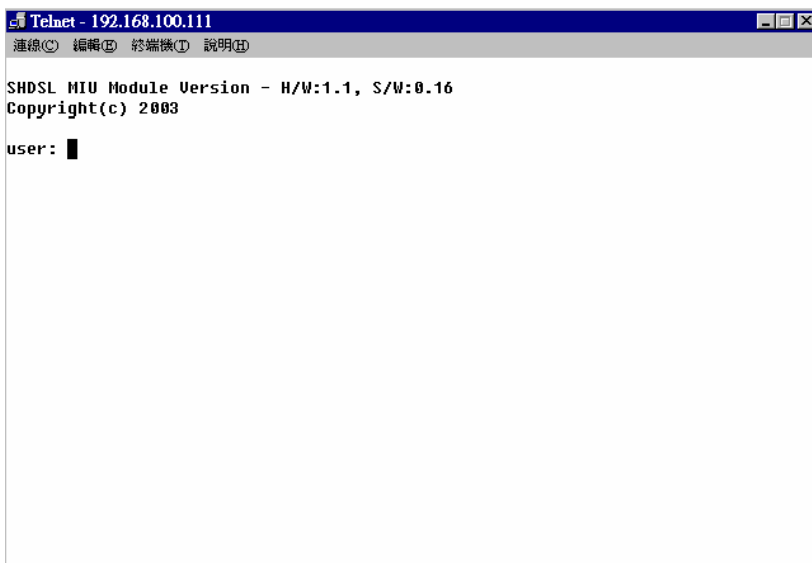 Telnet - 192.168.100.111
連線(C) 編輯(E) 終端機(T) 說明(H)
SHDSL MIU Module Version - H/W:1.1, S/W:0.16
Copyright(c) 2003
user: